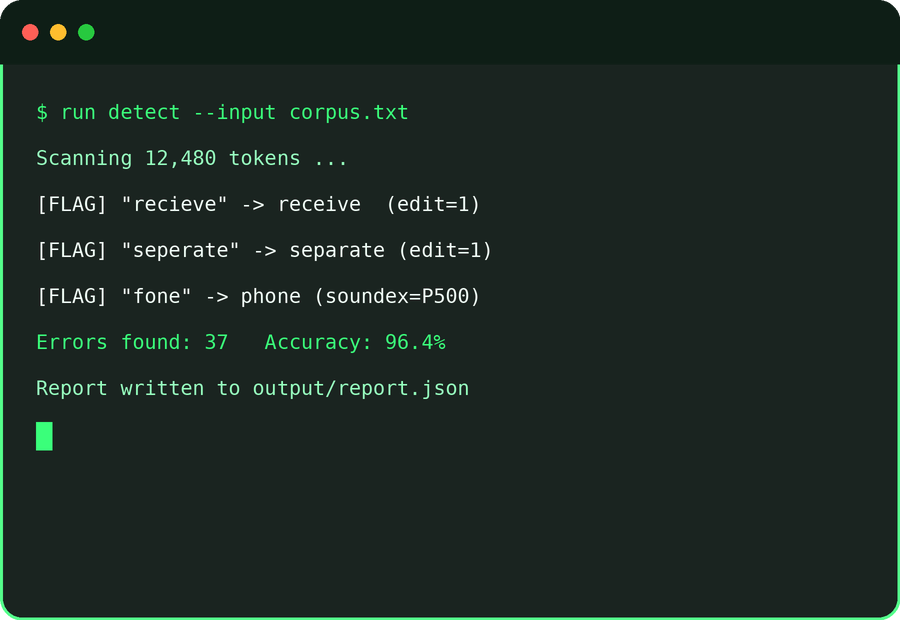 $ run detect --input corpus.txt
Scanning 12,480 tokens ...
[FLAG] "recieve" -> receive  (edit=1)
[FLAG] "seperate" -> separate (edit=1)
[FLAG] "fone" -> phone (soundex=P500)
Errors found: 37   Accuracy: 96.4%
Report written to output/report.json